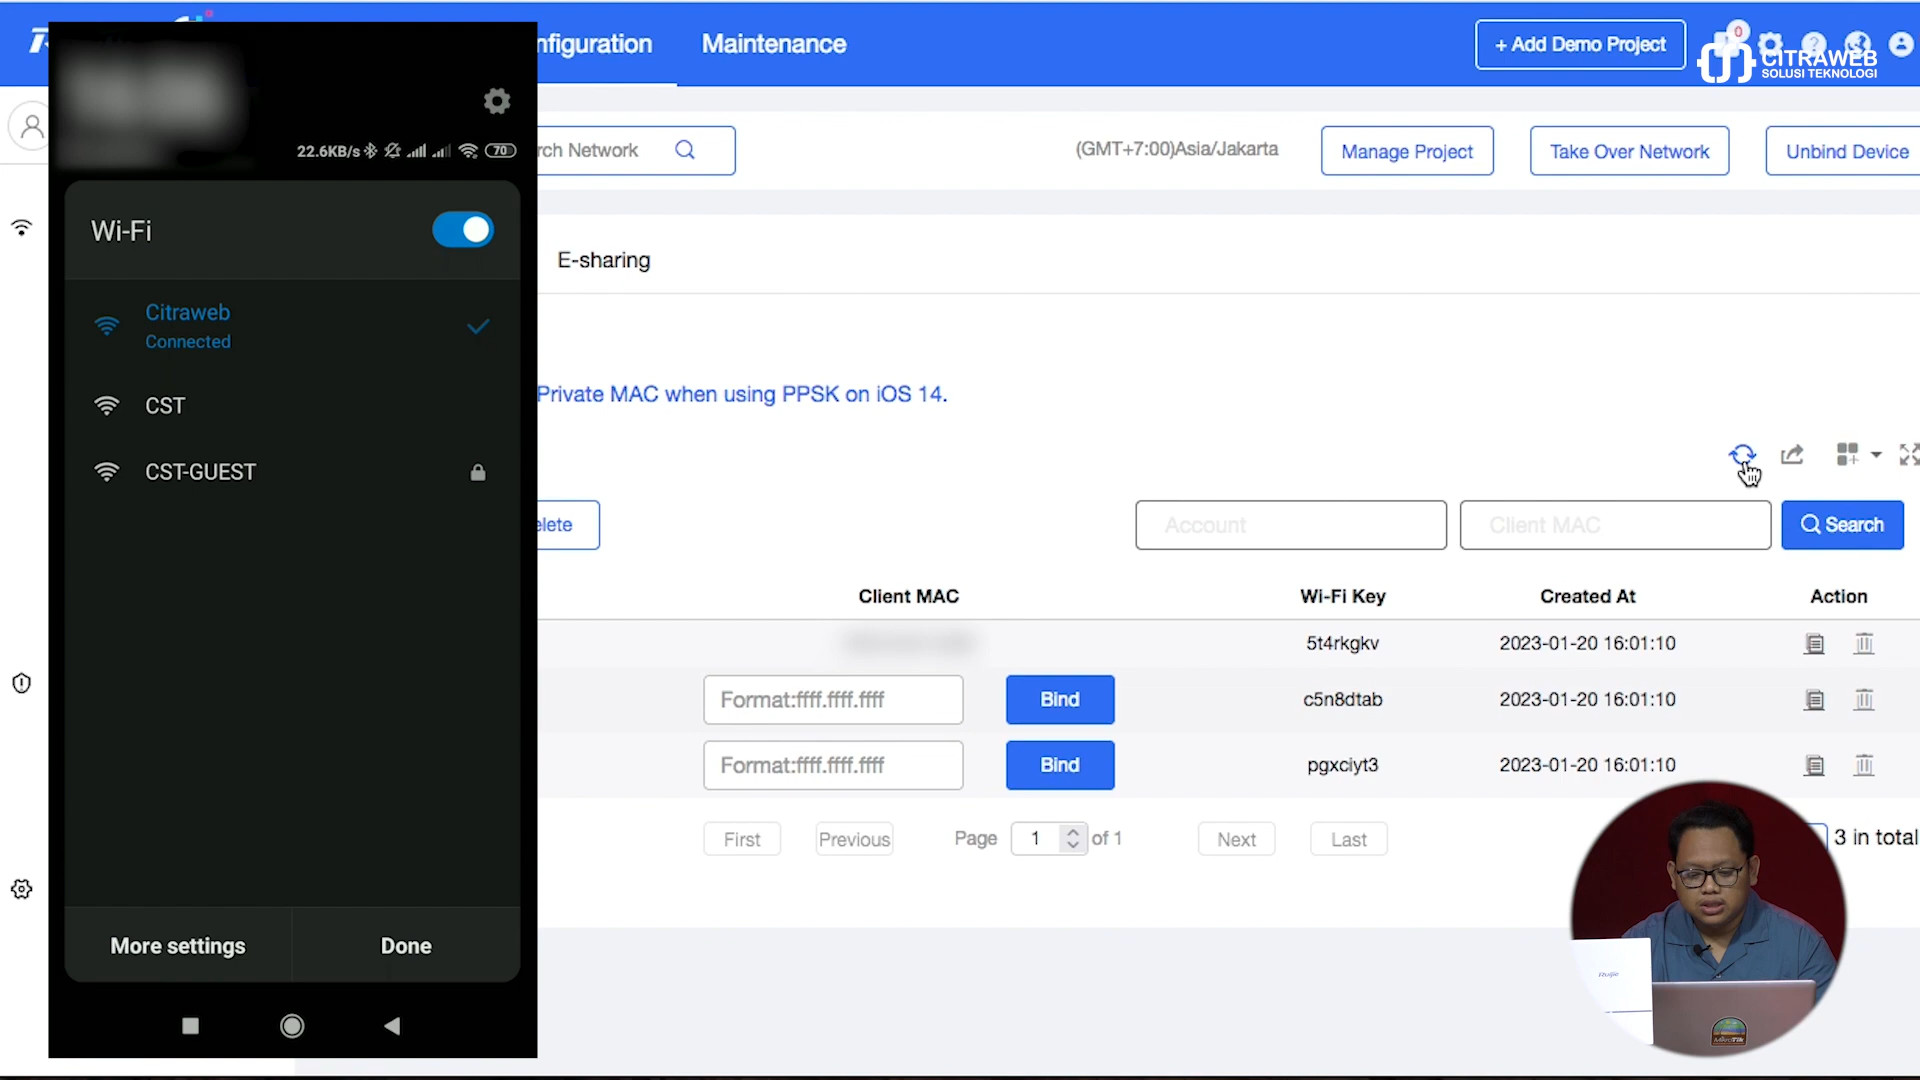 nfiguration
Maintenance
+ Add Demo Project
0
CITRAWEB
SOLUSI TEKNOLOGI
22.6KB/s
70
rch Network
(GMT+7:00)Asia/Jakarta
Manage Project
Take Over Network
Unbind Device
Wi-Fi
E-sharing
Citraweb
Connected
CST
CST-GUEST
Private MAC when using PPSK on iOS 14.
elete
Account
Client MAC
Search
Client MAC
Wi-Fi Key
Created At
Action
5t4rkgkv
2023-01-20 16:01:10
Format:ffff.ffff.ffff
Bind
c5n8dtab
2023-01-20 16:01:10
Format:ffff.ffff.ffff
Bind
pgxciyt3
2023-01-20 16:01:10
First
Previous
Page
1
of 1
Next
Last
3 in total
More settings
Done
Ruijie
MikroTik